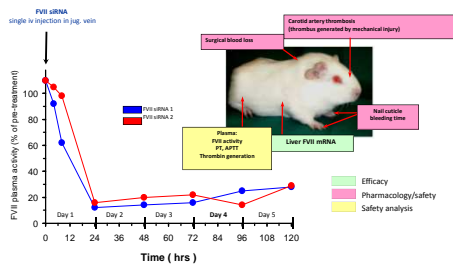 FVII siRNA
single iv injection in jug. vein
Carotid artery thrombosis
(thrombus generated by mechanical injury)
Surgical blood loss
FVII siRNA 1
FVII siRNA 2
Nail cuticle
bleeding time
Plasma:
FVII activity
PT, APTT
Thrombin generation
Liver FVII mRNA
Efficacy
Pharmacology/safety
Safety analysis
FVII plasma activity (% of pre-treatment)
100
80
60
40
20
0
Day 1
Day 2
Day 3
Day 4
Day 5
0 12 24 36 48 60 72 84 96 108 120
Time ( hrs )